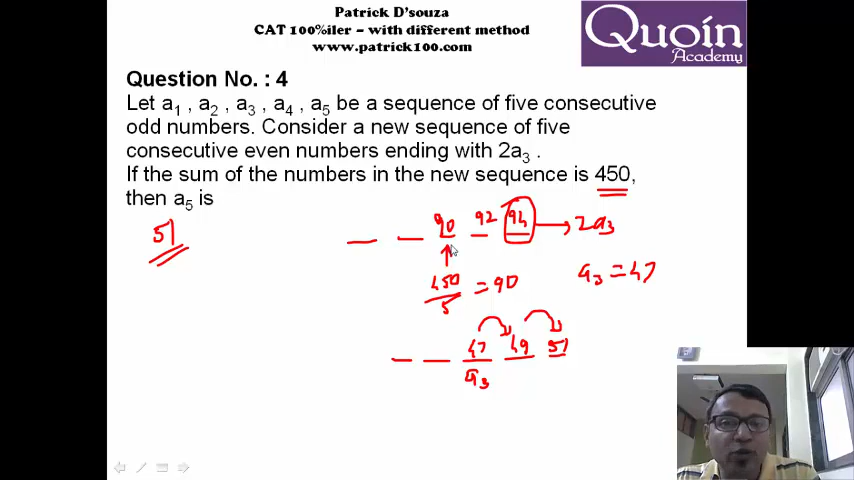 Patrick D'souza
CAT 100%iler – with different method
www.patrick100.com
Quoin
Academy
Question No. : 4
Let a1 , a2 , a3 , a4 , a5 be a sequence of five consecutive
odd numbers. Consider a new sequence of five
consecutive even numbers ending with 2a3 .
If the sum of the numbers in the new sequence is 450,
then a5 is
51
90 92 94 → 2a3
450/5 = 90
a3 = 47
47 49 51
a3